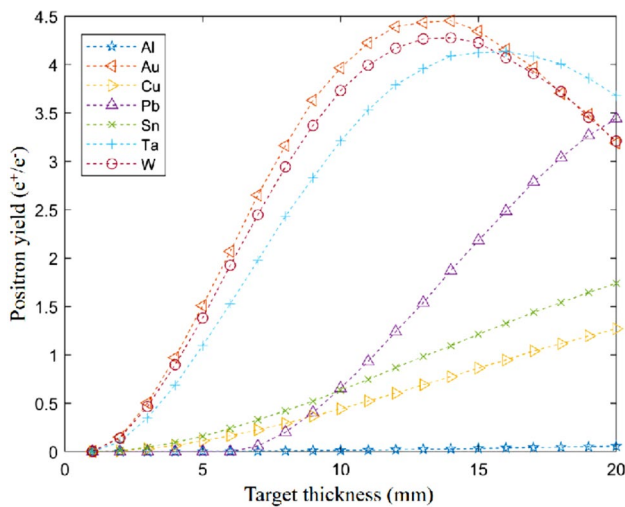 4.5
4
3.5
3
2.5
2
1.5
1
0.5
0
Positron yield (e+/e-)
Al
Au
Cu
Pb
Sn
Ta
W
0 5 10 15 20
Target thickness (mm)